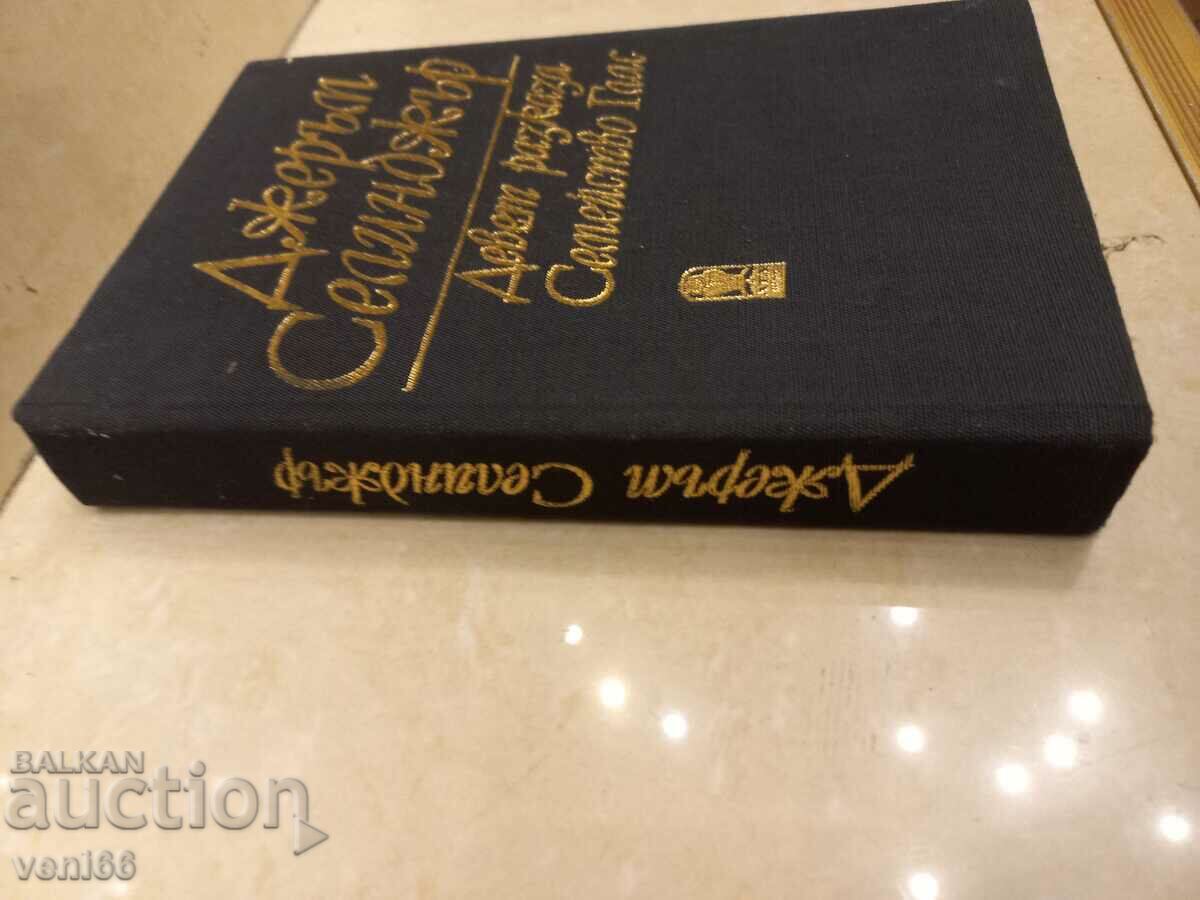 Джеръм
Селинджър
Девет разказа
Семейство Глас
Джеръм Селинджър
BALKAN
auction
veni66